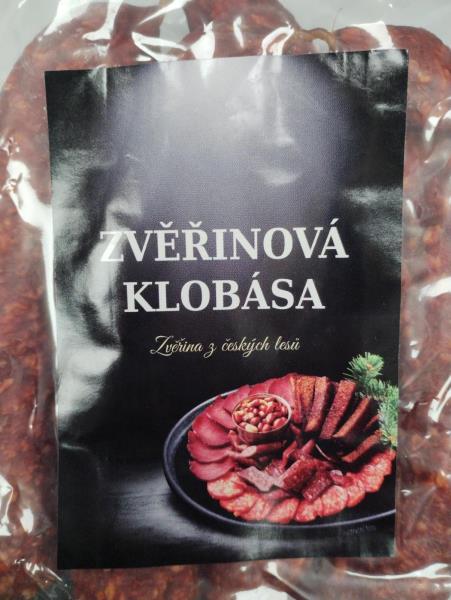 ZVĚŘINOVÁ
KLOBÁSA
Zvěřina z českých lesů